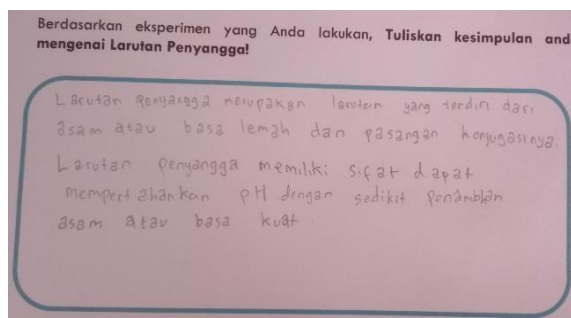 Berdasarkan eksperimen yang Anda lakukan, Tuliskan kesimpulan and
mengenai Larutan Penyangga!
Larutan penyangga merupakan larutan yang terdiri dari
asam atau basa lemah dan pasangan konjugasinya.
Larutan penyangga memiliki sifat dapat
mempertahankan pH dengan sedikit penambhan
asam atau basa kuat.